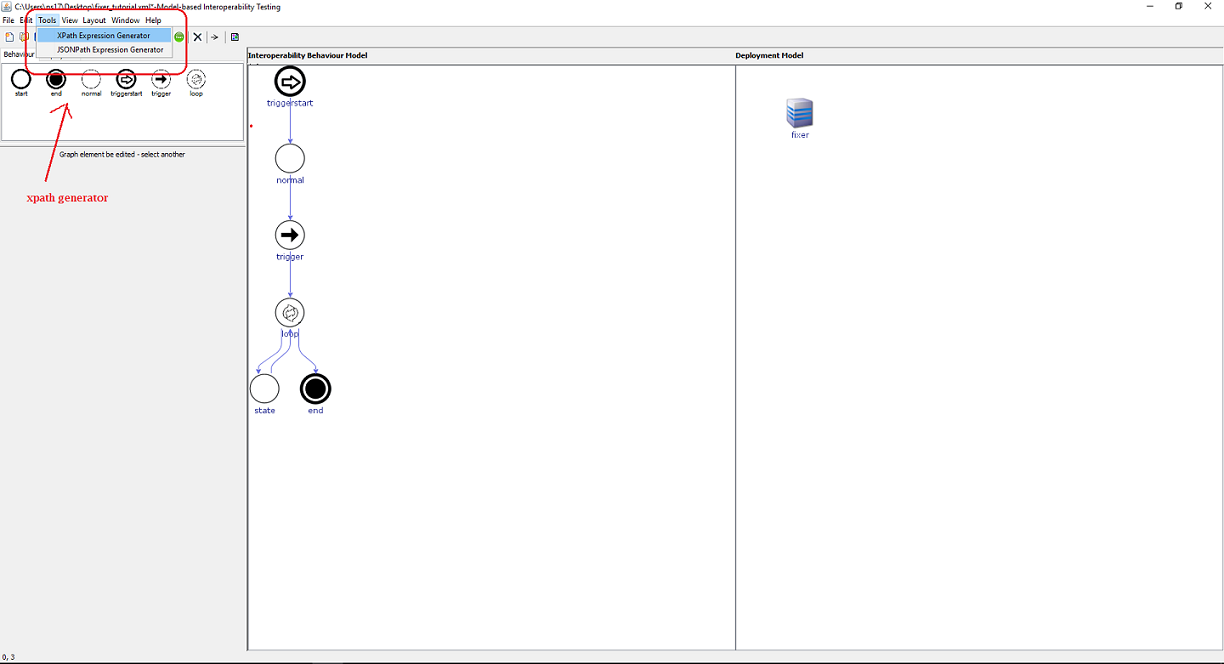 C:\Users\ns17\Desktop\fixer_tutorial.xml*-Model-based Interoperability Testing
File Edit Tools View Layout Window Help
XPath Expression Generator
JSONPath Expression Generator
Behaviour
start end normal triggerstart trigger loop
Graph element be edited - select another
xpath generator
Interoperability Behaviour Model
triggerstart
normal
trigger
loop
state end
Deployment Model
fixer
0, 3